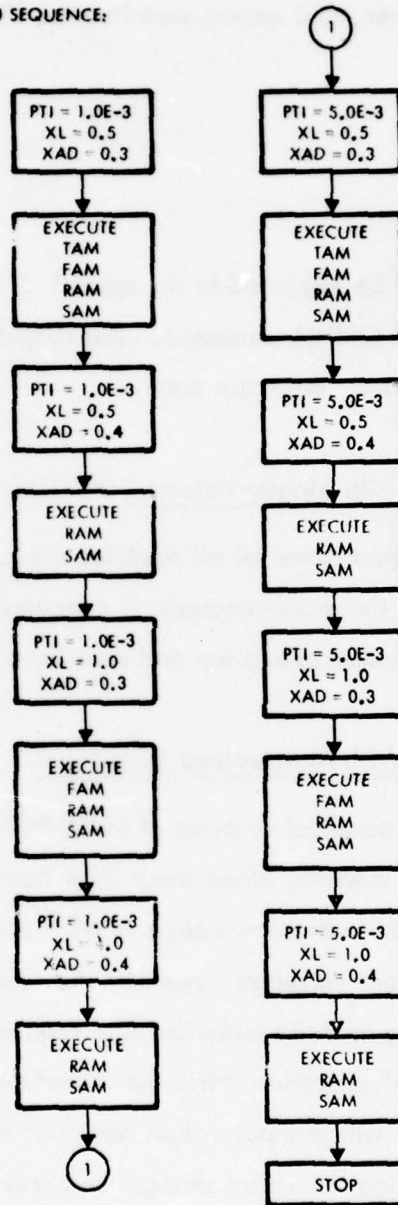 D SEQUENCE:
PTI = 1.0E-3
XL = 0.5
XAD = 0.3
EXECUTE
TAM
FAM
RAM
SAM
PTI = 1.0E-3
XL = 0.5
XAD = 0.4
EXECUTE
RAM
SAM
PTI = 1.0E-3
XL = 1.0
XAD = 0.3
EXECUTE
FAM
RAM
SAM
PTI = 1.0E-3
XL = 1.0
XAD = 0.4
EXECUTE
RAM
SAM
1
1
PTI = 5.0E-3
XL = 0.5
XAD = 0.3
EXECUTE
TAM
FAM
RAM
SAM
PTI = 5.0E-3
XL = 0.5
XAD = 0.4
EXECUTE
RAM
SAM
PTI = 5.0E-3
XL = 1.0
XAD = 0.3
EXECUTE
FAM
RAM
SAM
PTI = 5.0E-3
XL = 1.0
XAD = 0.4
EXECUTE
RAM
SAM
STOP